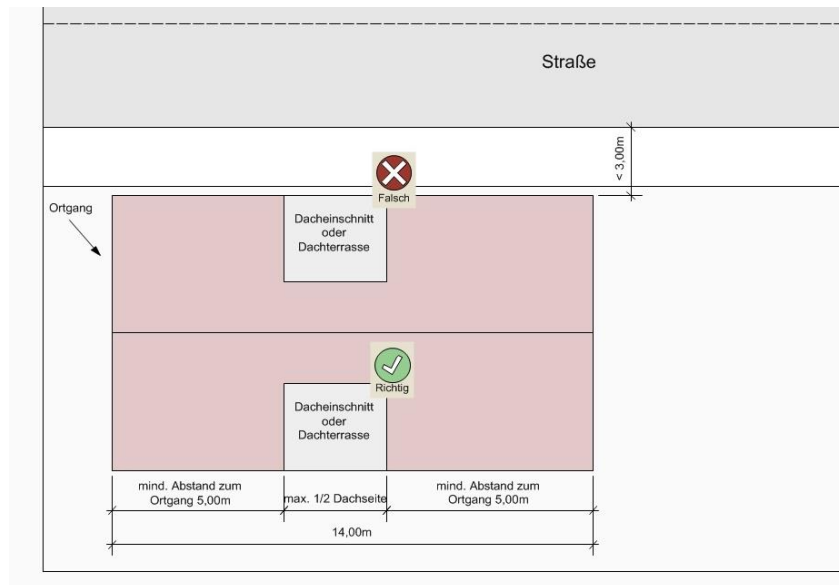 Straße
< 3,00m
Falsch
Ortgang
Dacheinschnitt
oder
Dachterrasse
Richtig
Dacheinschnitt
oder
Dachterrasse
mind. Abstand zum
Ortgang 5,00m
max. 1/2 Dachseite
mind. Abstand zum
Ortgang 5,00m
14,00m